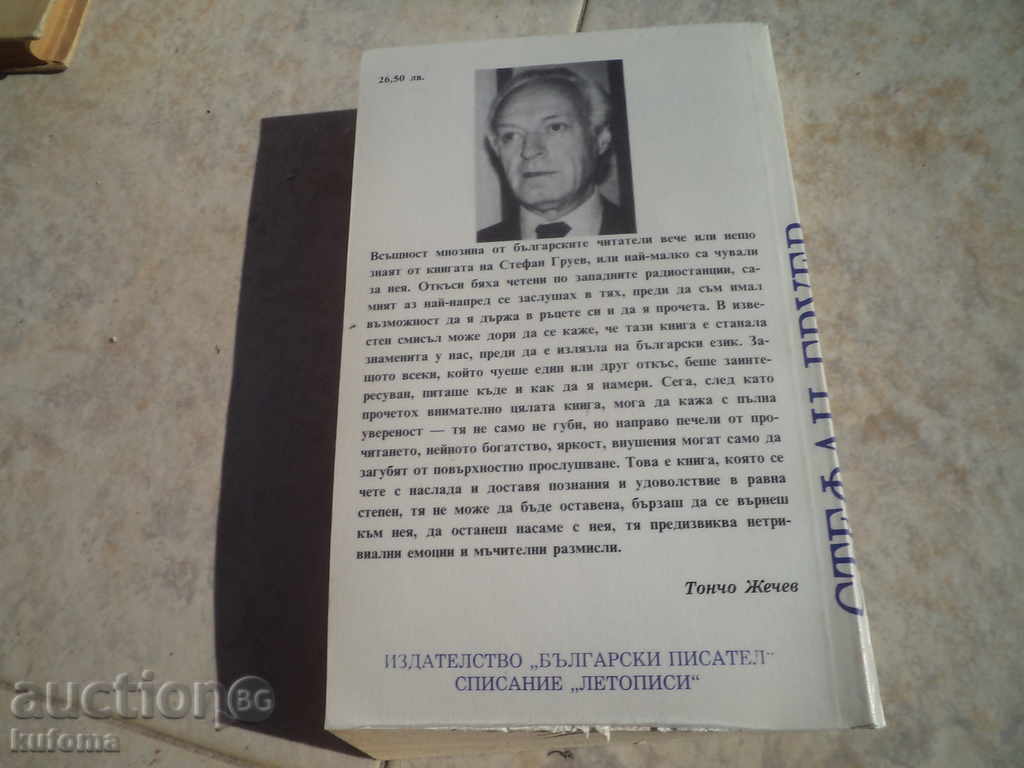 26,50 лв.
Всъщност мнозина от българските читатели вече или нещо
знаят от книгата на Стефан Груев, или най-малко са чували
за нея. Откъси бяха четени по западните радиостанции, са-
мият аз най-напред се заслушах в тях, преди да съм имал
възможност да я държа в ръцете си и да я прочета. В изве-
стен смисъл може дори да се каже, че тази книга е станала
знаменита у нас, преди да е излязла на български език. За-
щото всеки, който чуеше един или друг откъс, беше заинте-
ресуван, питаше къде и как да я намери. Сега, след като
прочетох внимателно цялата книга, мога да кажа с пълна
увереност — тя не само не губи, но направо печели от про-
читането, нейното богатство, яркост, внушения могат само да
загубят от повърхностно прослушване. Това е книга, която се
чете с наслада и доставя познания и удоволствие в равна
степен, тя не може да бъде оставена, бързаш да се върнеш
към нея, да останеш насаме с нея, тя предизвиква нетри-
виални емоции и мъчителни размисли.
Тончо Жечев
ИЗДАТЕЛСТВО „БЪЛГАРСКИ ПИСАТЕЛ"
СПИСАНИЕ „ЛЕТОПИСИ"
СТЕФАН ГРУЕВ
auction BG
kufoma